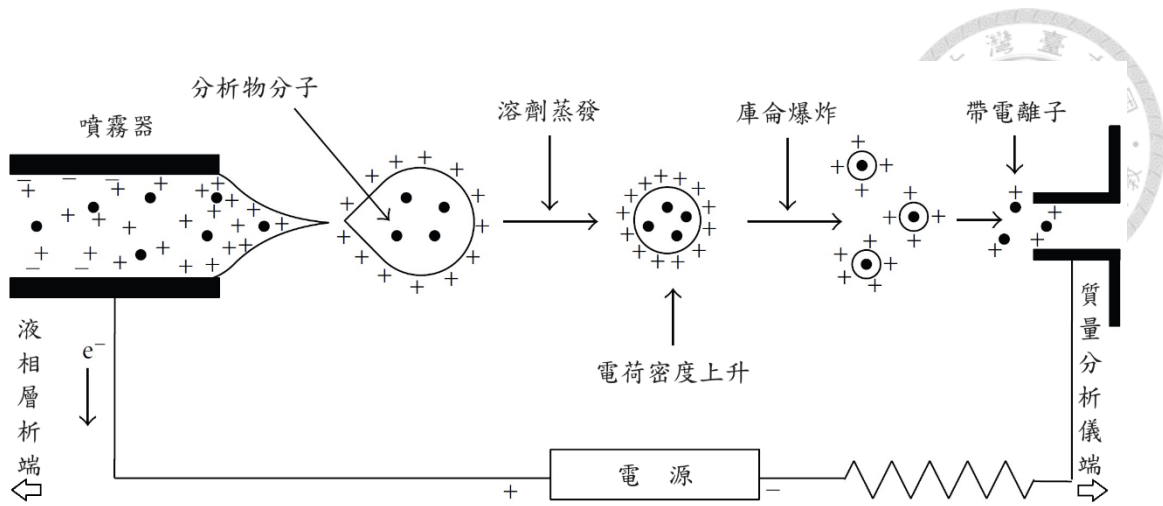 灣臺
噴霧器
分析物分子
溶劑蒸發
庫侖爆炸
帶電離子
電荷密度上升
液相層析端
e⁻
質量分析儀端
+ 電 源 −